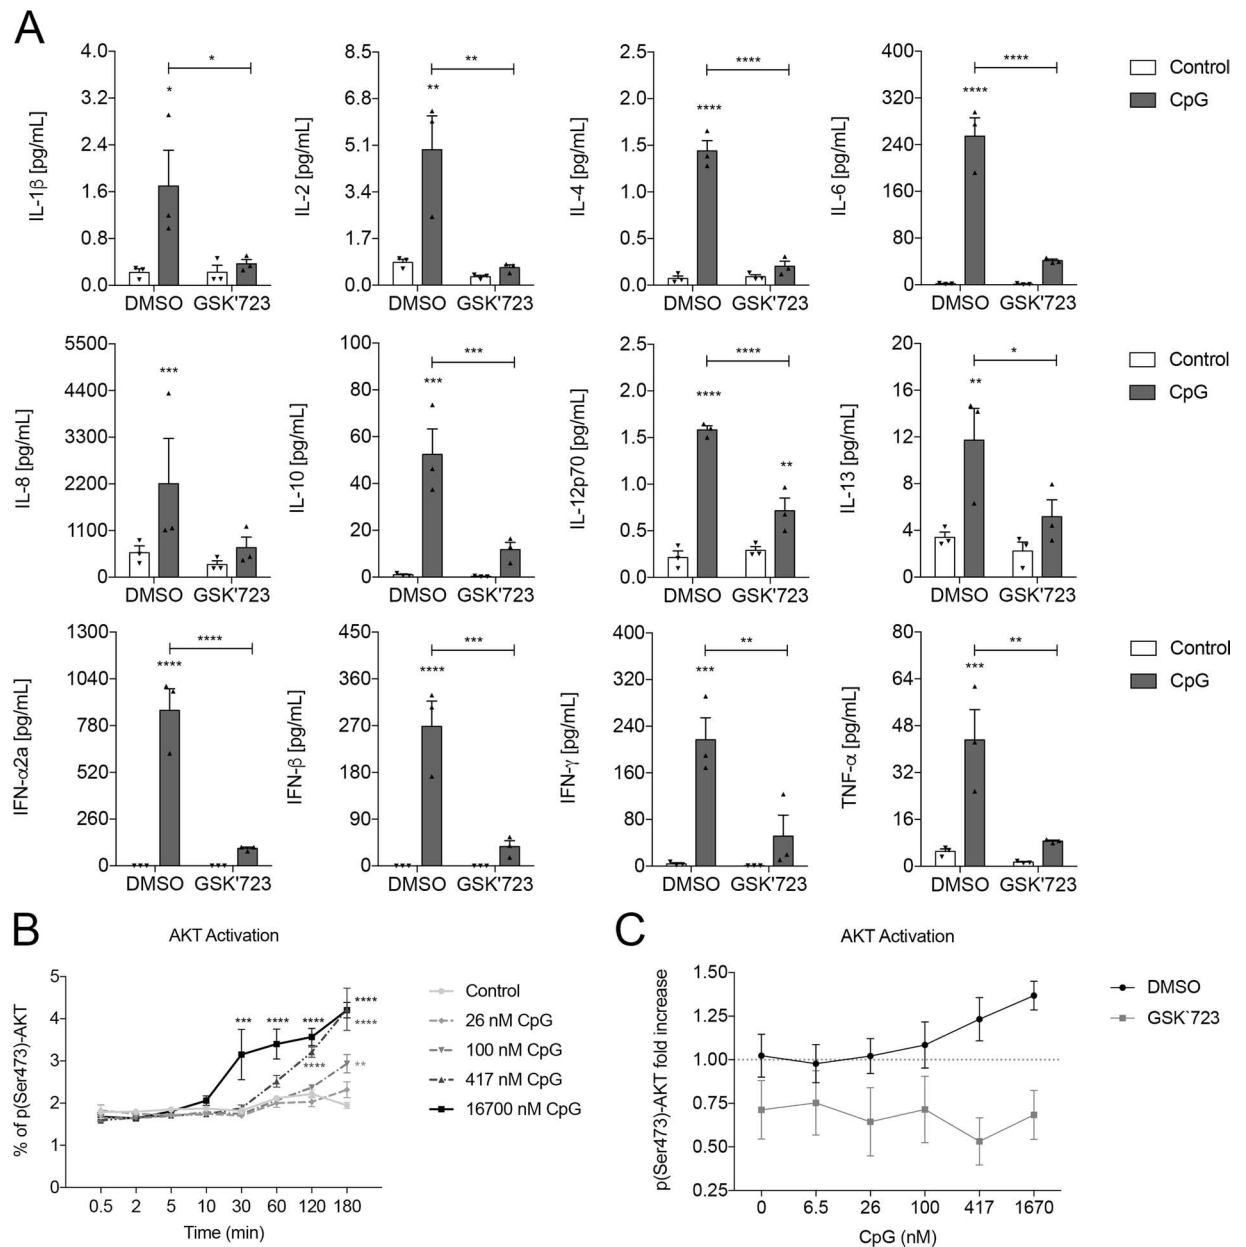 A
IL-1β [pg/mL]
4.0
3.2
2.4
1.6
0.8
0.0
*
*
DMSO GSK'723
IL-2 [pg/mL]
8.5
6.8
5.1
3.4
1.7
0.0
**
**
DMSO GSK'723
IL-4 [pg/mL]
2.5
2.0
1.5
1.0
0.5
0.0
****
****
DMSO GSK'723
IL-6 [pg/mL]
400
320
240
160
80
0
****
****
DMSO GSK'723
Control
CpG
IL-8 [pg/mL]
5500
4400
3300
2200
1100
0
***
DMSO GSK'723
IL-10 [pg/mL]
100
80
60
40
20
0
***
***
DMSO GSK'723
IL-12p70 [pg/mL]
2.5
2.0
1.5
1.0
0.5
0.0
****
****
**
DMSO GSK'723
IL-13 [pg/mL]
20
16
12
8
4
0
*
**
DMSO GSK'723
Control
CpG
IFN-α2a [pg/mL]
1300
1040
780
520
260
0
****
****
DMSO GSK'723
IFN-β [pg/mL]
450
360
270
180
90
0
***
****
DMSO GSK'723
IFN-γ [pg/mL]
400
320
240
160
80
0
**
***
DMSO GSK'723
TNF-α [pg/mL]
80
64
48
32
16
0
**
***
DMSO GSK'723
Control
CpG
B
AKT Activation
% of p(Ser473)-AKT
5
4
3
2
1
0
*** **** **** ****
****
****
**
0.5 2 5 10 30 60 120 180
Time (min)
Control
26 nM CpG
100 nM CpG
417 nM CpG
16700 nM CpG
C
AKT Activation
p(Ser473)-AKT fold increase
1.50
1.25
1.00
0.75
0.50
0.25
0 6.5 26 100 417 1670
CpG (nM)
DMSO
GSK`723